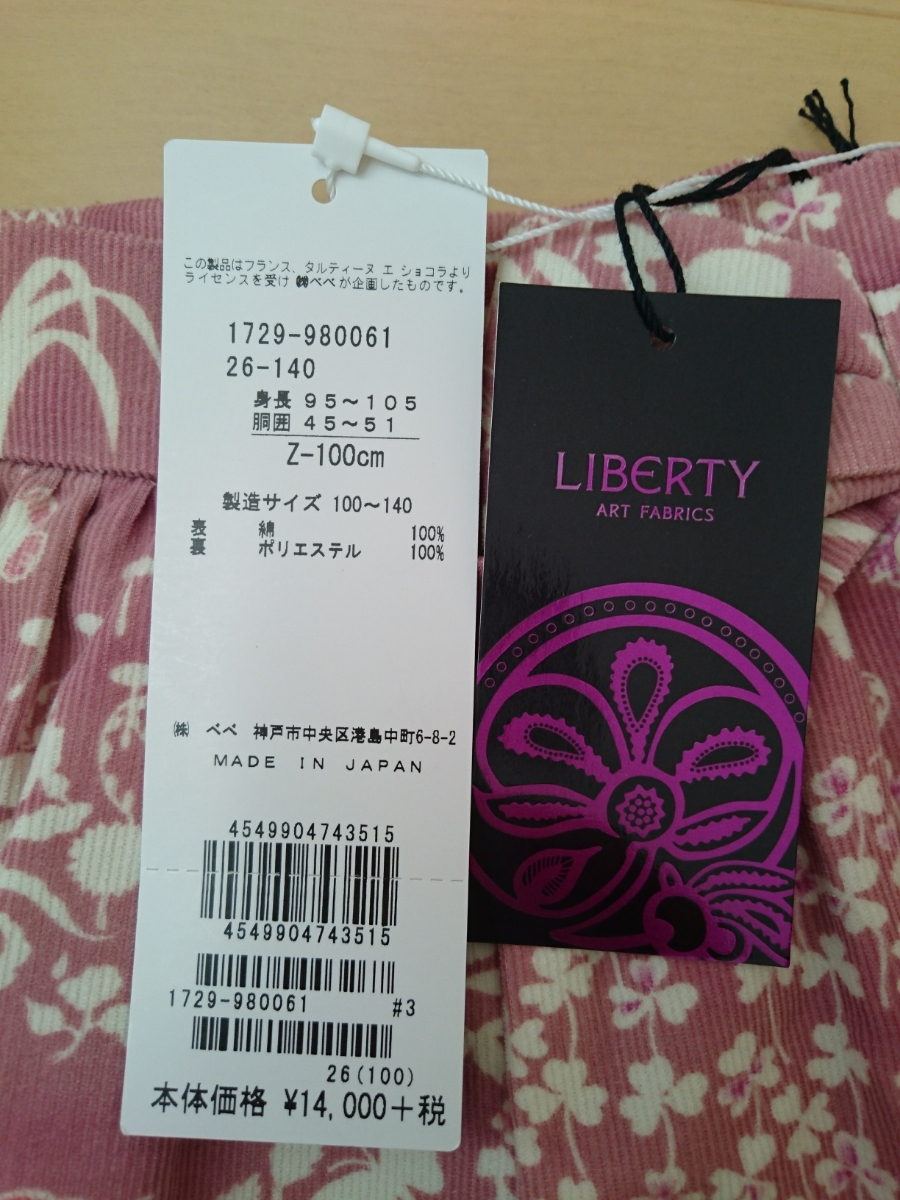 この製品はフランス、タルティーヌ エ ショコラより
ライセンスを受け ㈱べべが企画したものです。
1729-980061
26-140
身長 95～105
胴囲 45～51
Z-100cm
製造サイズ 100～140
表 綿 100%
裏 ポリエステル 100%
㈱ べべ 神戸市中央区港島中町6-8-2
MADE IN JAPAN
4549904743515
4549904743515
1729-980061 #3
26(100)
本体価格 ¥14,000+税
LIBERTY
ART FABRICS